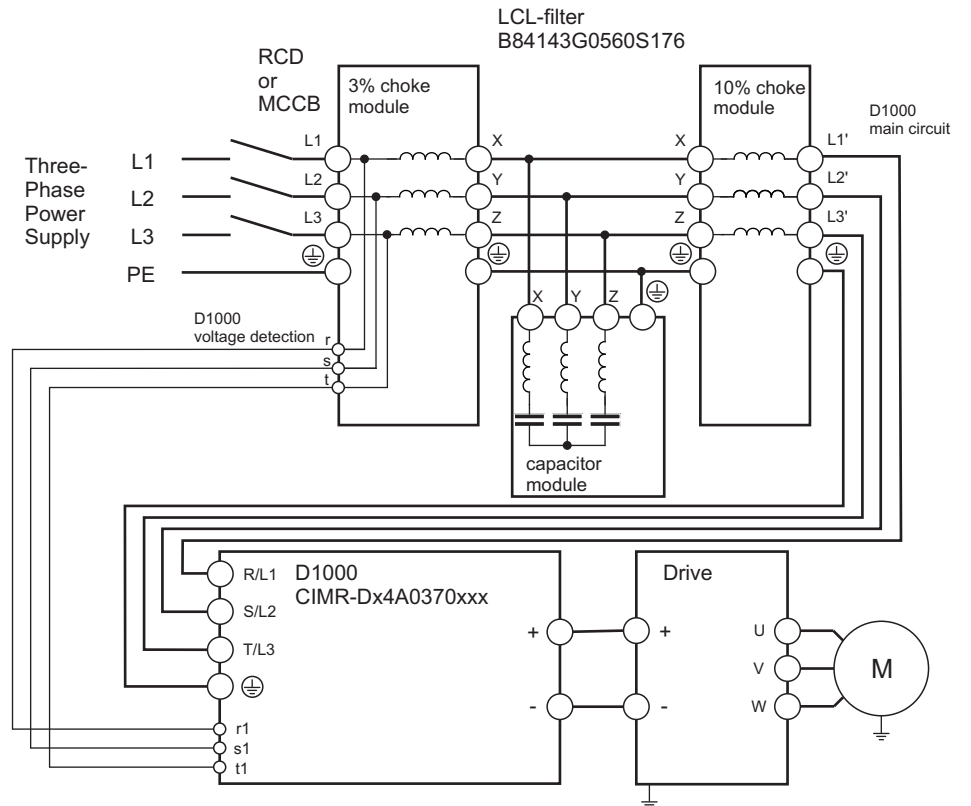 LCL-filter
B84143G0560S176
RCD
or
MCCB
3% choke
module
10% choke
module
D1000
main circuit
Three-
Phase
Power
Supply
L1
L2
L3
PE
L1
L2
L3
X
Y
Z
X
Y
Z
L1'
L2'
L3'
X
Y
Z
D1000
voltage detection
r
s
t
capacitor
module
R/L1
S/L2
T/L3
D1000
CIMR-Dx4A0370xxx
+
-
r1
s1
t1
Drive
+
-
U
V
W
M